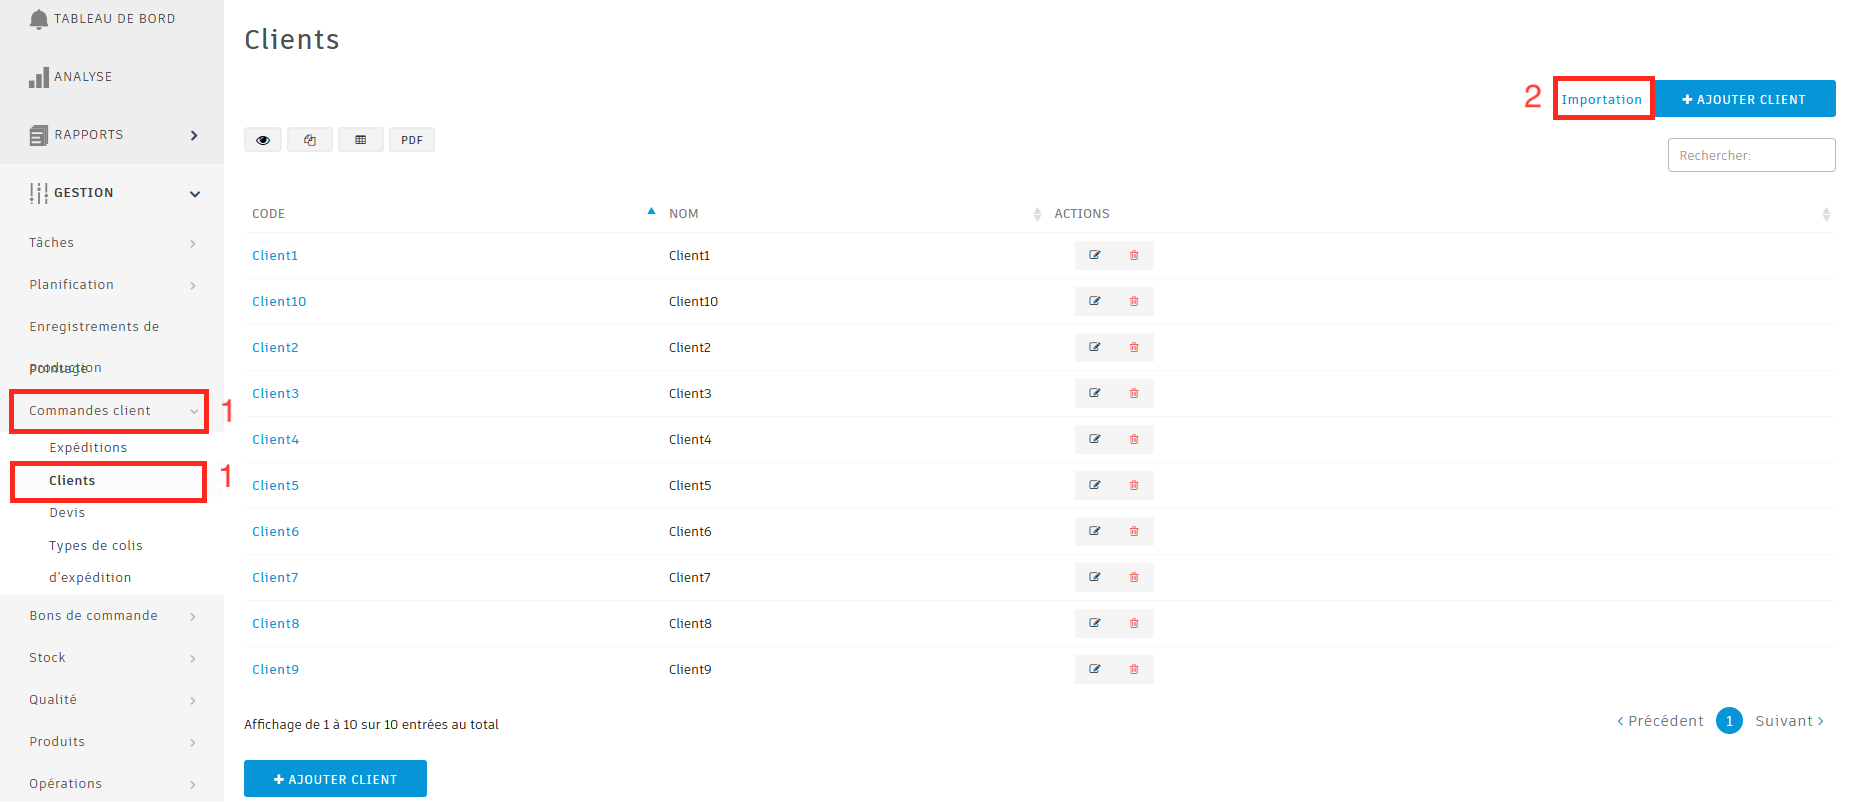 TABLEAU DE BORD
ANALYSE
RAPPORTS
GESTION
Tâches
Planification
Enregistrements de
production
Pointage
Commandes client
1
Expéditions
Clients
1
Devis
Types de colis
d'expédition
Bons de commande
Stock
Qualité
Produits
Opérations
Clients
2 Importation AJOUTER CLIENT
PDF
Rechercher:
CODE NOM ACTIONS
Client1 Client1
Client10 Client10
Client2 Client2
Client3 Client3
Client4 Client4
Client5 Client5
Client6 Client6
Client7 Client7
Client8 Client8
Client9 Client9
Affichage de 1 à 10 sur 10 entrées au total
Précédent 1 Suivant
AJOUTER CLIENT